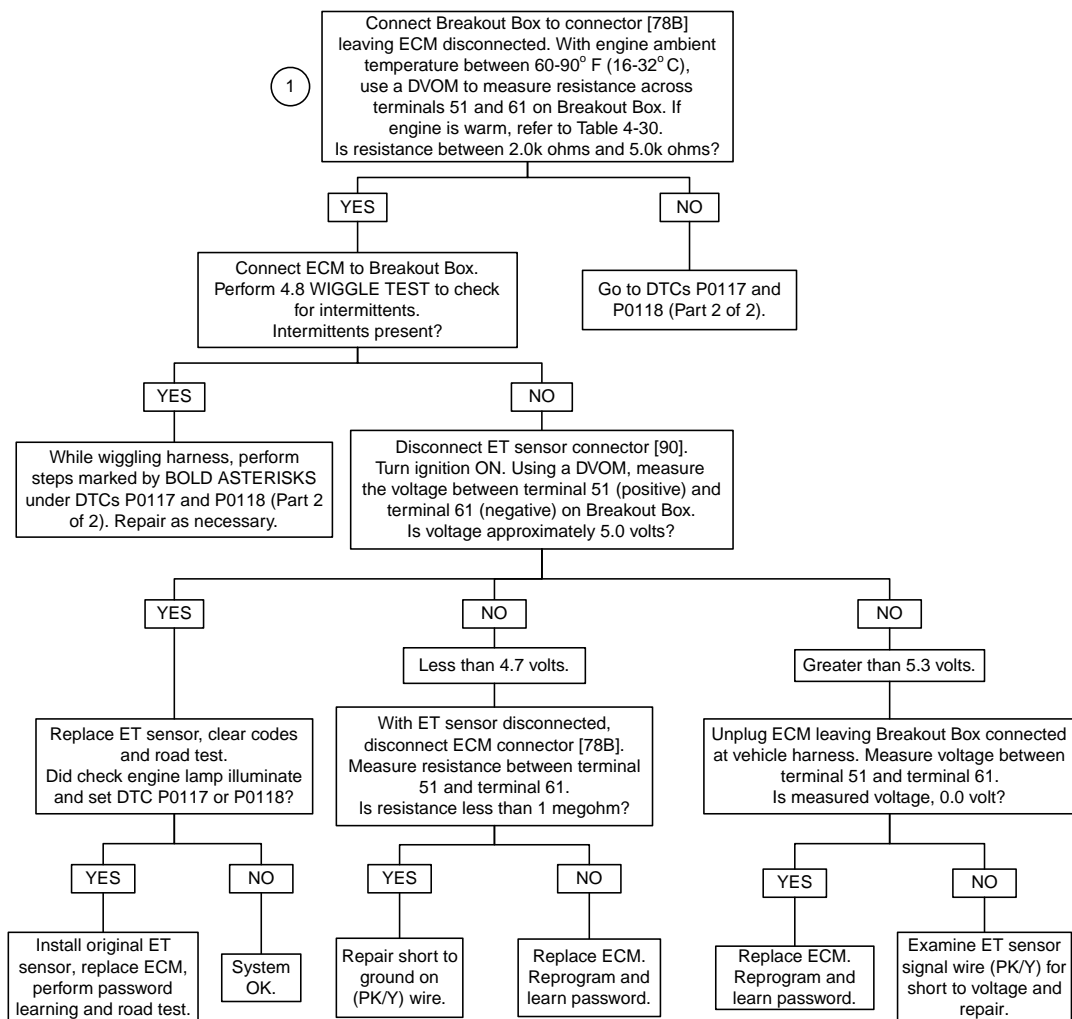 1
Connect Breakout Box to connector [78B]
leaving ECM disconnected. With engine ambient
temperature between 60-90° F (16-32° C),
use a DVOM to measure resistance across
terminals 51 and 61 on Breakout Box. If
engine is warm, refer to Table 4-30.
Is resistance between 2.0k ohms and 5.0k ohms?
YES
NO
Connect ECM to Breakout Box.
Perform 4.8 WIGGLE TEST to check
for intermittents.
Intermittents present?
Go to DTCs P0117 and
P0118 (Part 2 of 2).
YES
NO
While wiggling harness, perform
steps marked by BOLD ASTERISKS
under DTCs P0117 and P0118 (Part 2
of 2). Repair as necessary.
Disconnect ET sensor connector [90].
Turn ignition ON. Using a DVOM, measure
the voltage between terminal 51 (positive) and
terminal 61 (negative) on Breakout Box.
Is voltage approximately 5.0 volts?
YES
NO
NO
Less than 4.7 volts.
Greater than 5.3 volts.
Replace ET sensor, clear codes
and road test.
Did check engine lamp illuminate
and set DTC P0117 or P0118?
With ET sensor disconnected,
disconnect ECM connector [78B].
Measure resistance between terminal
51 and terminal 61.
Is resistance less than 1 megohm?
Unplug ECM leaving Breakout Box connected
at vehicle harness. Measure voltage between
terminal 51 and terminal 61.
Is measured voltage, 0.0 volt?
YES
NO
YES
NO
YES
NO
Install original ET
sensor, replace ECM,
perform password
learning and road test.
System
OK.
Repair short to
ground on
(PK/Y) wire.
Replace ECM.
Reprogram and
learn password.
Replace ECM.
Reprogram and
learn password.
Examine ET sensor
signal wire (PK/Y) for
short to voltage and
repair.